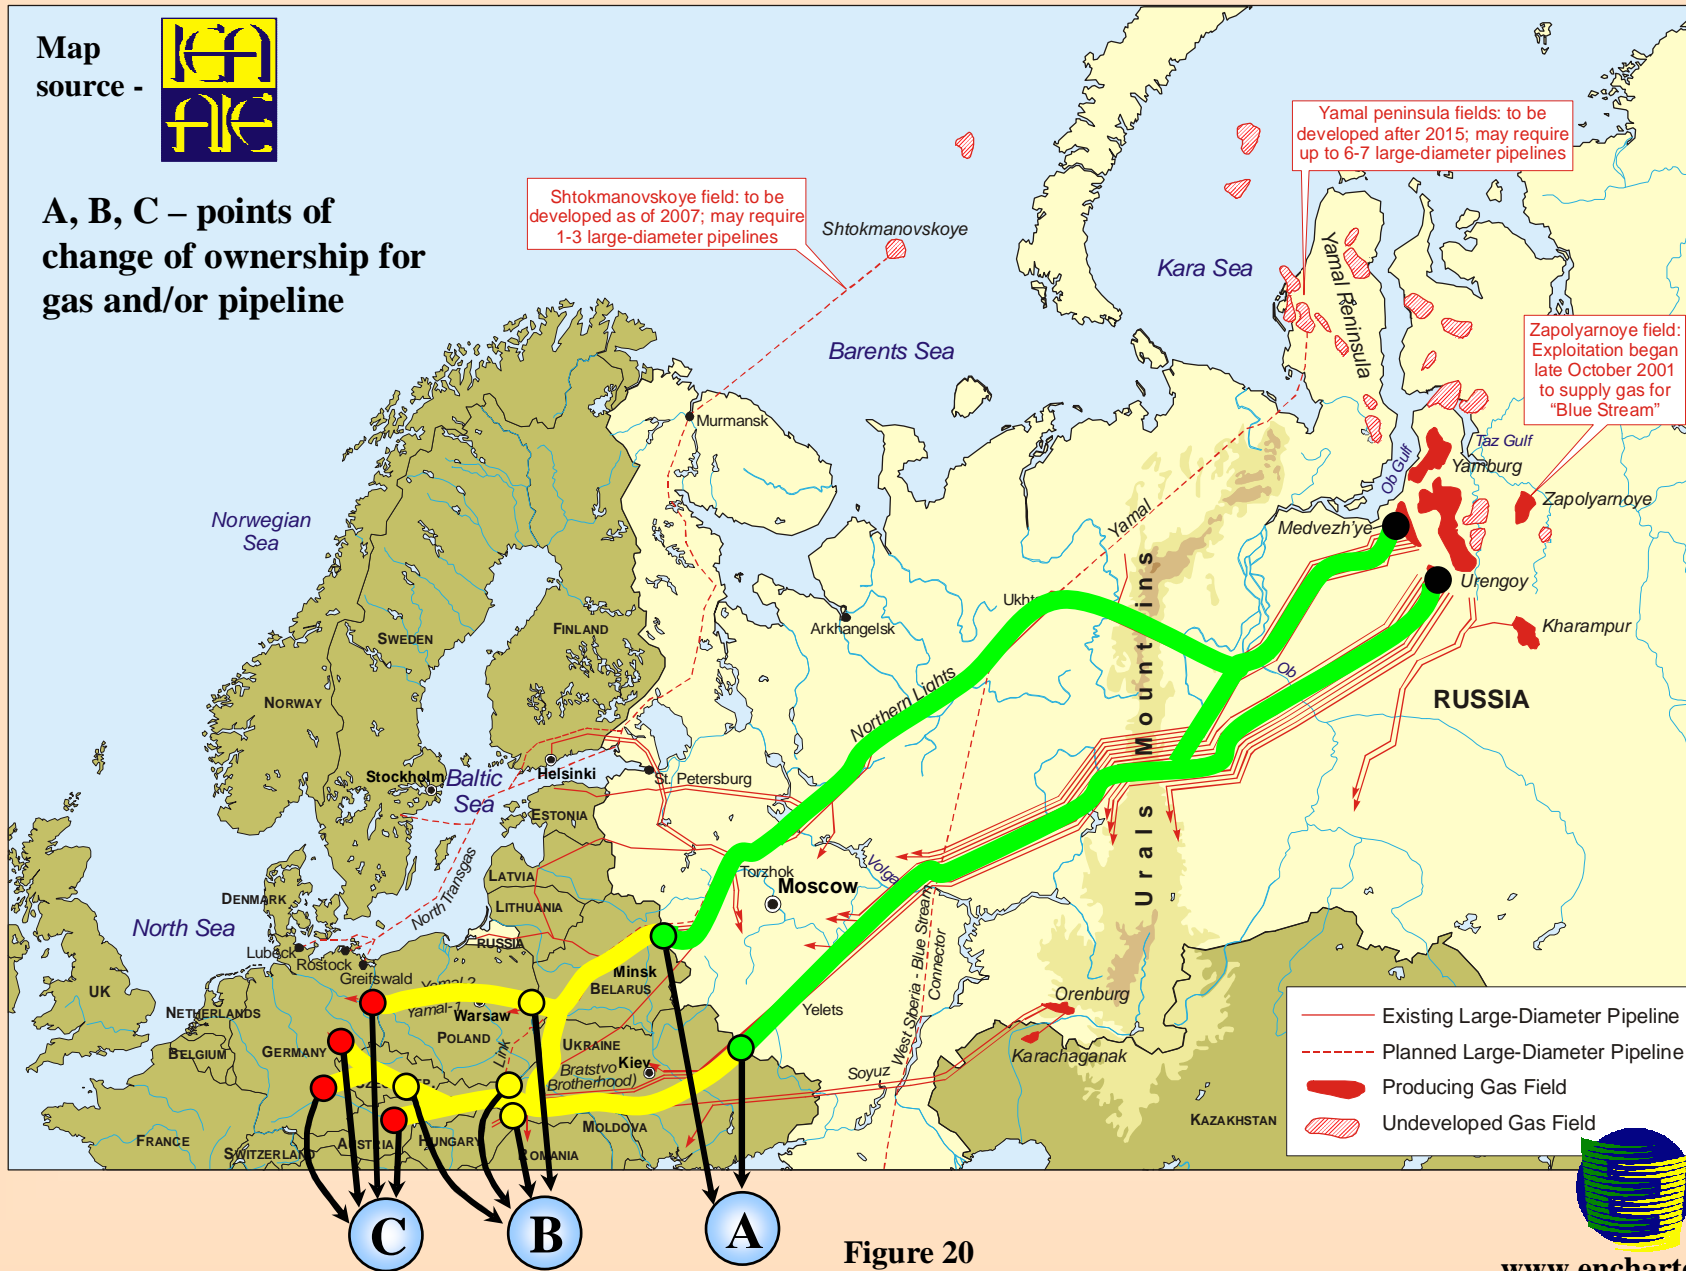 Map
source -
IEA
AIE
A, B, C – points of
change of ownership for
gas and/or pipeline
Shtokmanovskoye field: to be
developed as of 2007; may require
1-3 large-diameter pipelines
Shtokmanovskoye
Yamal peninsula fields: to be
developed after 2015; may require
up to 6-7 large-diameter pipelines
Kara Sea
Yamal Peninsula
Barents Sea
Zapolyarnoye field:
Exploitation began
late October 2001
to supply gas for
“Blue Stream”
Murmansk
Ob Gulf
Taz Gulf
Yamburg
Zapolyarnoye
Medvezh'ye
Yamal
Norwegian
Sea
Urengoy
Kharampur
Arkhangelsk
SWEDEN
FINLAND
NORWAY
Northern Lights
Ob
RUSSIA
Urals Mountains
Stockholm
Baltic
Sea
Helsinki
St. Petersburg
ESTONIA
Torzhok
Moscow
Volga
LATVIA
LITHUANIA
RUSSIA
DENMARK
North Sea
North Transgas
Lubeck
Rostock
Greifswald
Minsk
BELARUS
UK
NETHERLANDS
Yamal-2
Yamal-1
Warsaw
POLAND
BELGIUM
GERMANY
Link
UKRAINE
Kiev
Bratstvo
Brotherhood)
Yelets
West Siberia - Blue Stream
Connector
Orenburg
Karachaganak
Soyuz
FRANCE
SWITZERLAND
AUSTRIA
HUNGARY
ROMANIA
MOLDOVA
KAZAKHSTAN
Existing Large-Diameter Pipeline
Planned Large-Diameter Pipeline
Producing Gas Field
Undeveloped Gas Field
C
B
A
Figure 20